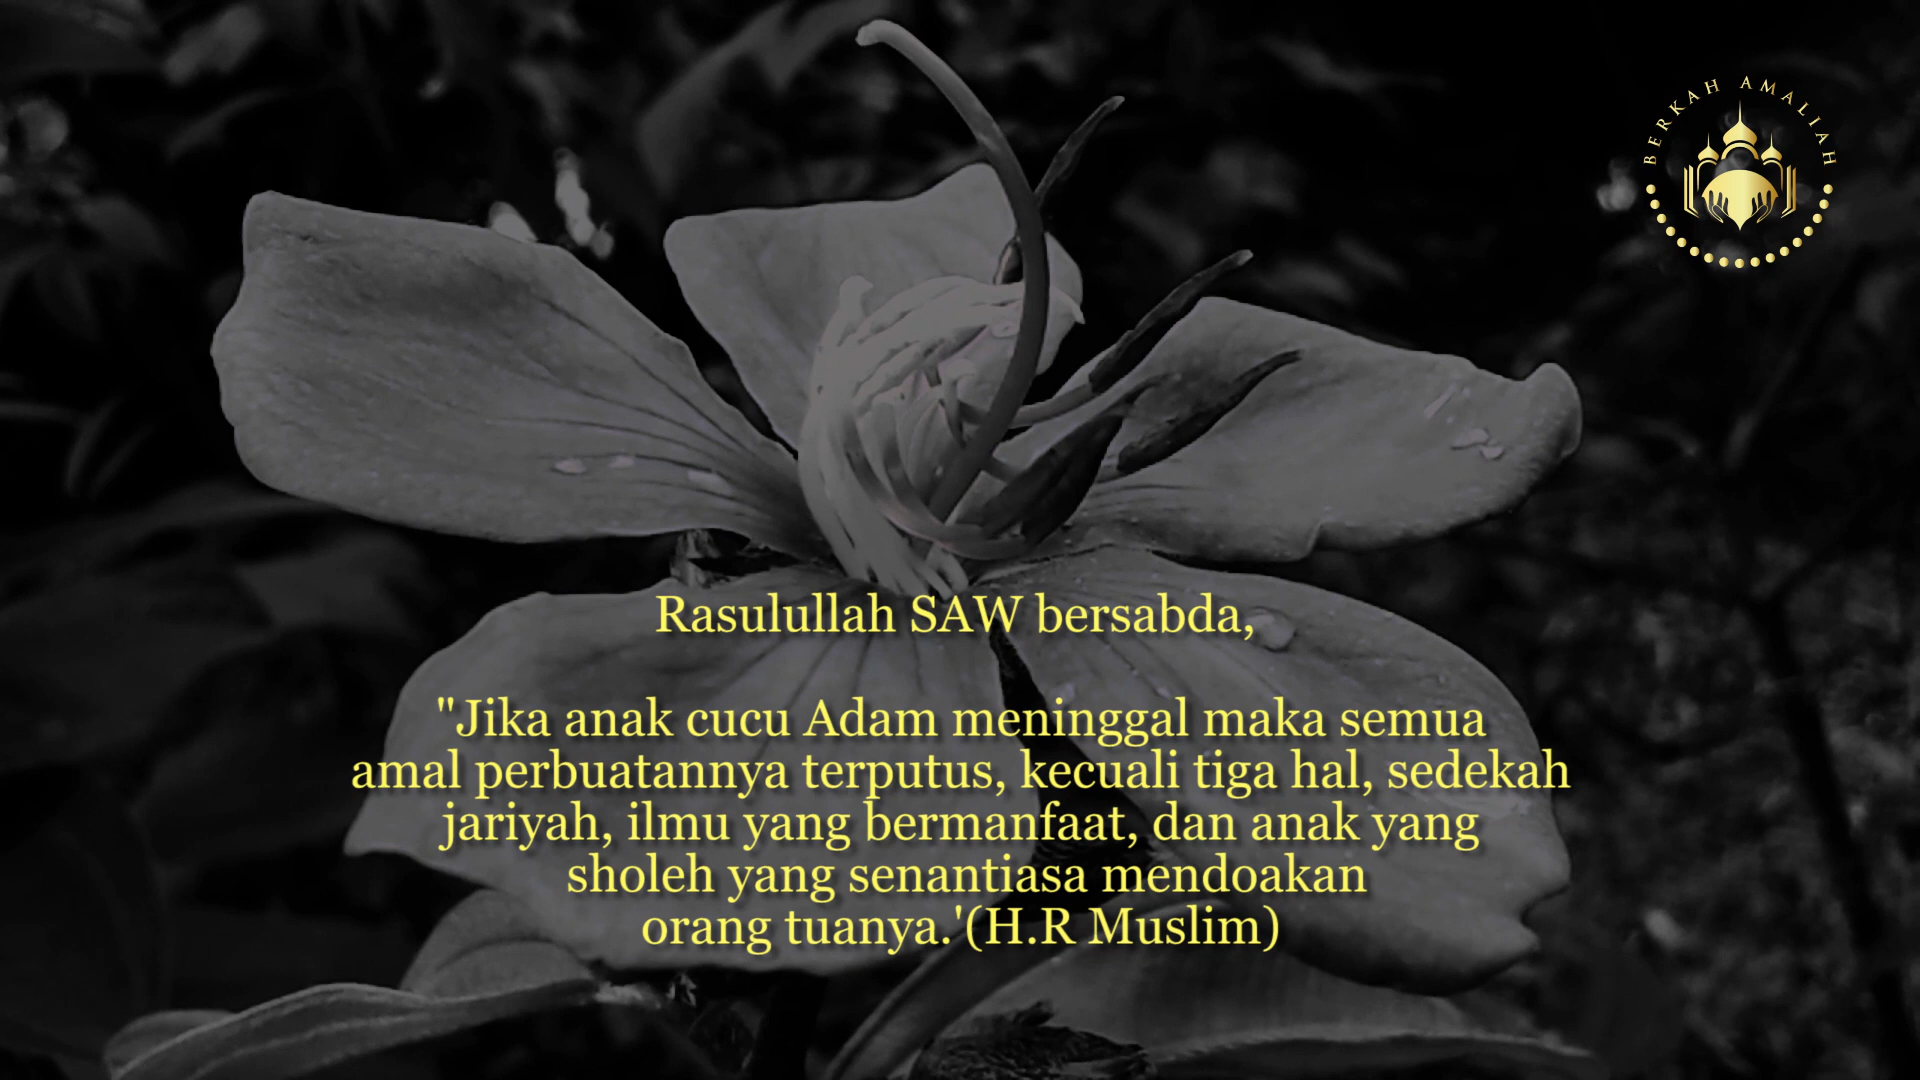 BERKAH AMALIAH
Rasulullah SAW bersabda,
"Jika anak cucu Adam meninggal maka semua
amal perbuatannya terputus, kecuali tiga hal, sedekah
jariyah, ilmu yang bermanfaat, dan anak yang
sholeh yang senantiasa mendoakan
orang tuanya.'(H.R Muslim)